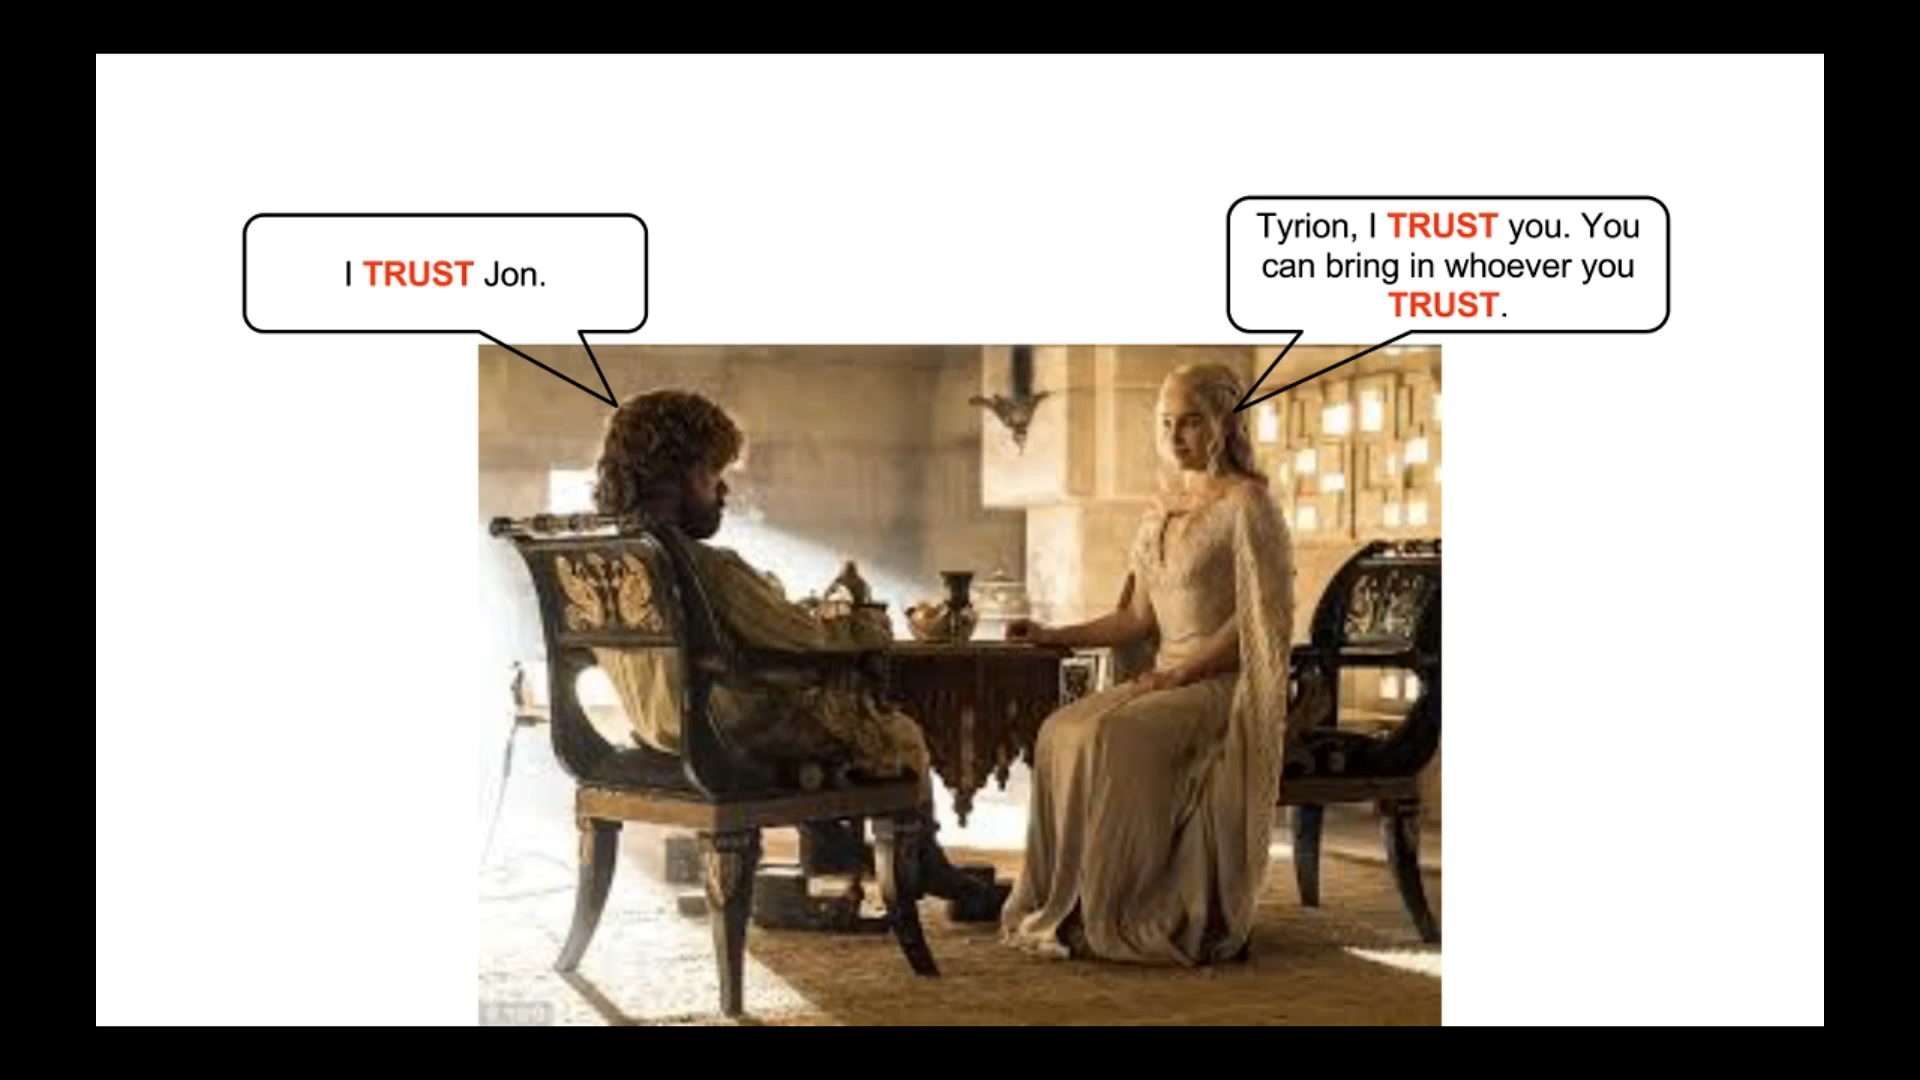 I TRUST Jon.
Tyrion, I TRUST you. You
can bring in whoever you
TRUST.